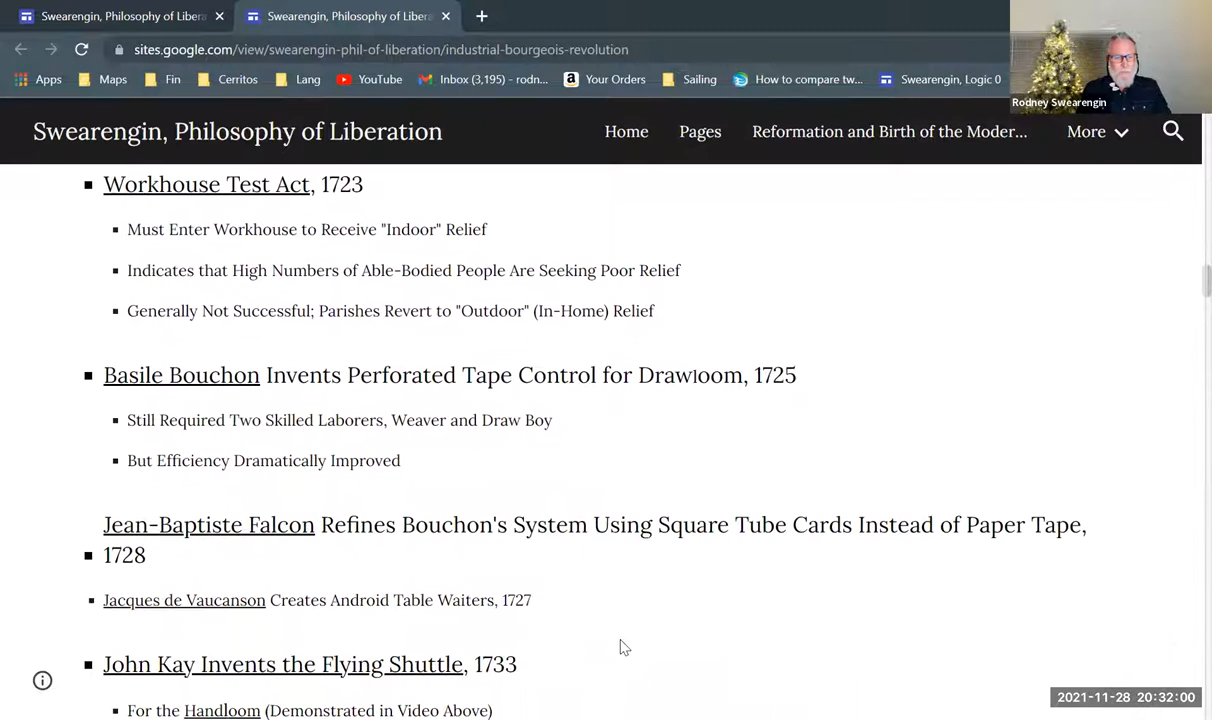 Swearengin, Philosophy of Liber
Swearengin, Philosophy of Libera
sites.google.com/view/swearengin-phil-of-liberation/industrial-bourgeois-revolution
Apps Maps Fin Cerritos Lang YouTube Inbox (3,195) - rodn... Your Orders Sailing How to compare tw... Swearengin, Logic 0
Rodney Swearengin
Swearengin, Philosophy of Liberation
Home Pages Reformation and Birth of the Moder... More
Workhouse Test Act, 1723
Must Enter Workhouse to Receive "Indoor" Relief
Indicates that High Numbers of Able-Bodied People Are Seeking Poor Relief
Generally Not Successful; Parishes Revert to "Outdoor" (In-Home) Relief
Basile Bouchon Invents Perforated Tape Control for Drawloom, 1725
Still Required Two Skilled Laborers, Weaver and Draw Boy
But Efficiency Dramatically Improved
Jean-Baptiste Falcon Refines Bouchon's System Using Square Tube Cards Instead of Paper Tape,
1728
Jacques de Vaucanson Creates Android Table Waiters, 1727
John Kay Invents the Flying Shuttle, 1733
For the Handloom (Demonstrated in Video Above)
2021-11-28 20:32:00